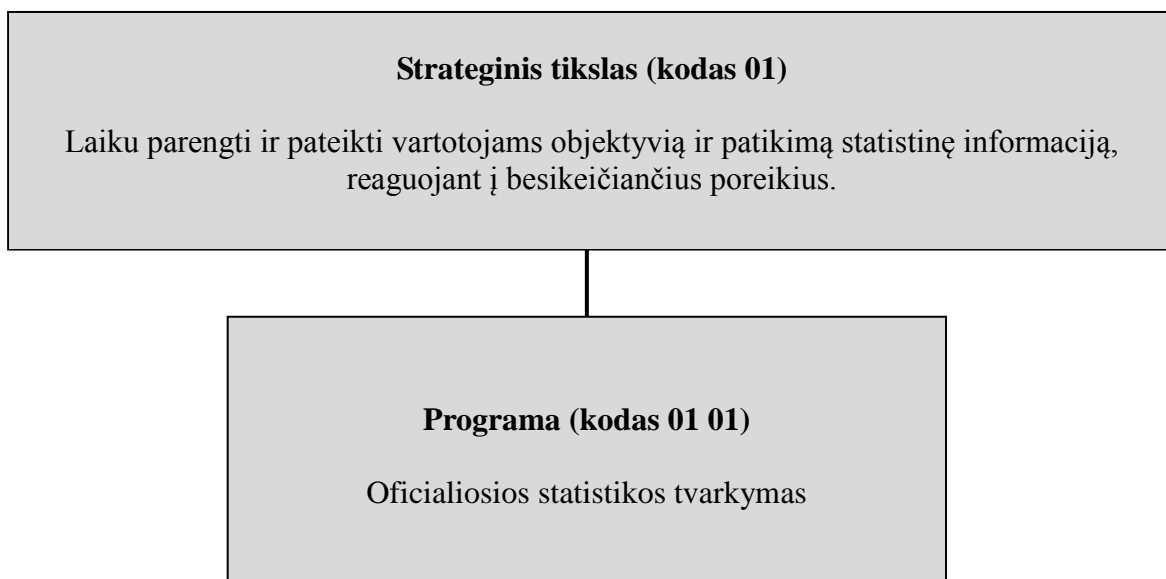 Strateginis tikslas (kodas 01)
Laiku parengti ir pateikti vartotojams objektyvią ir patikimą statistinę informaciją,
reaguojant į besikeičiančius poreikius.
Programa (kodas 01 01)
Oficialiosios statistikos tvarkymas